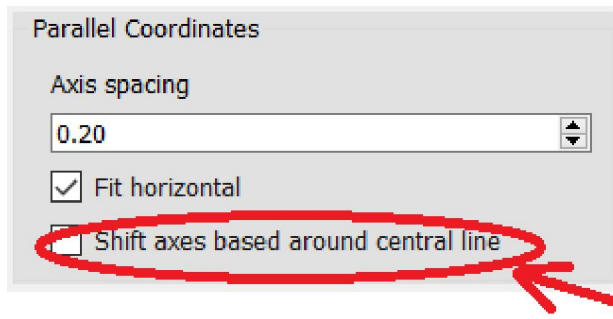 Parallel Coordinates
Axis spacing
0.20
Fit horizontal
Shift axes based around central line